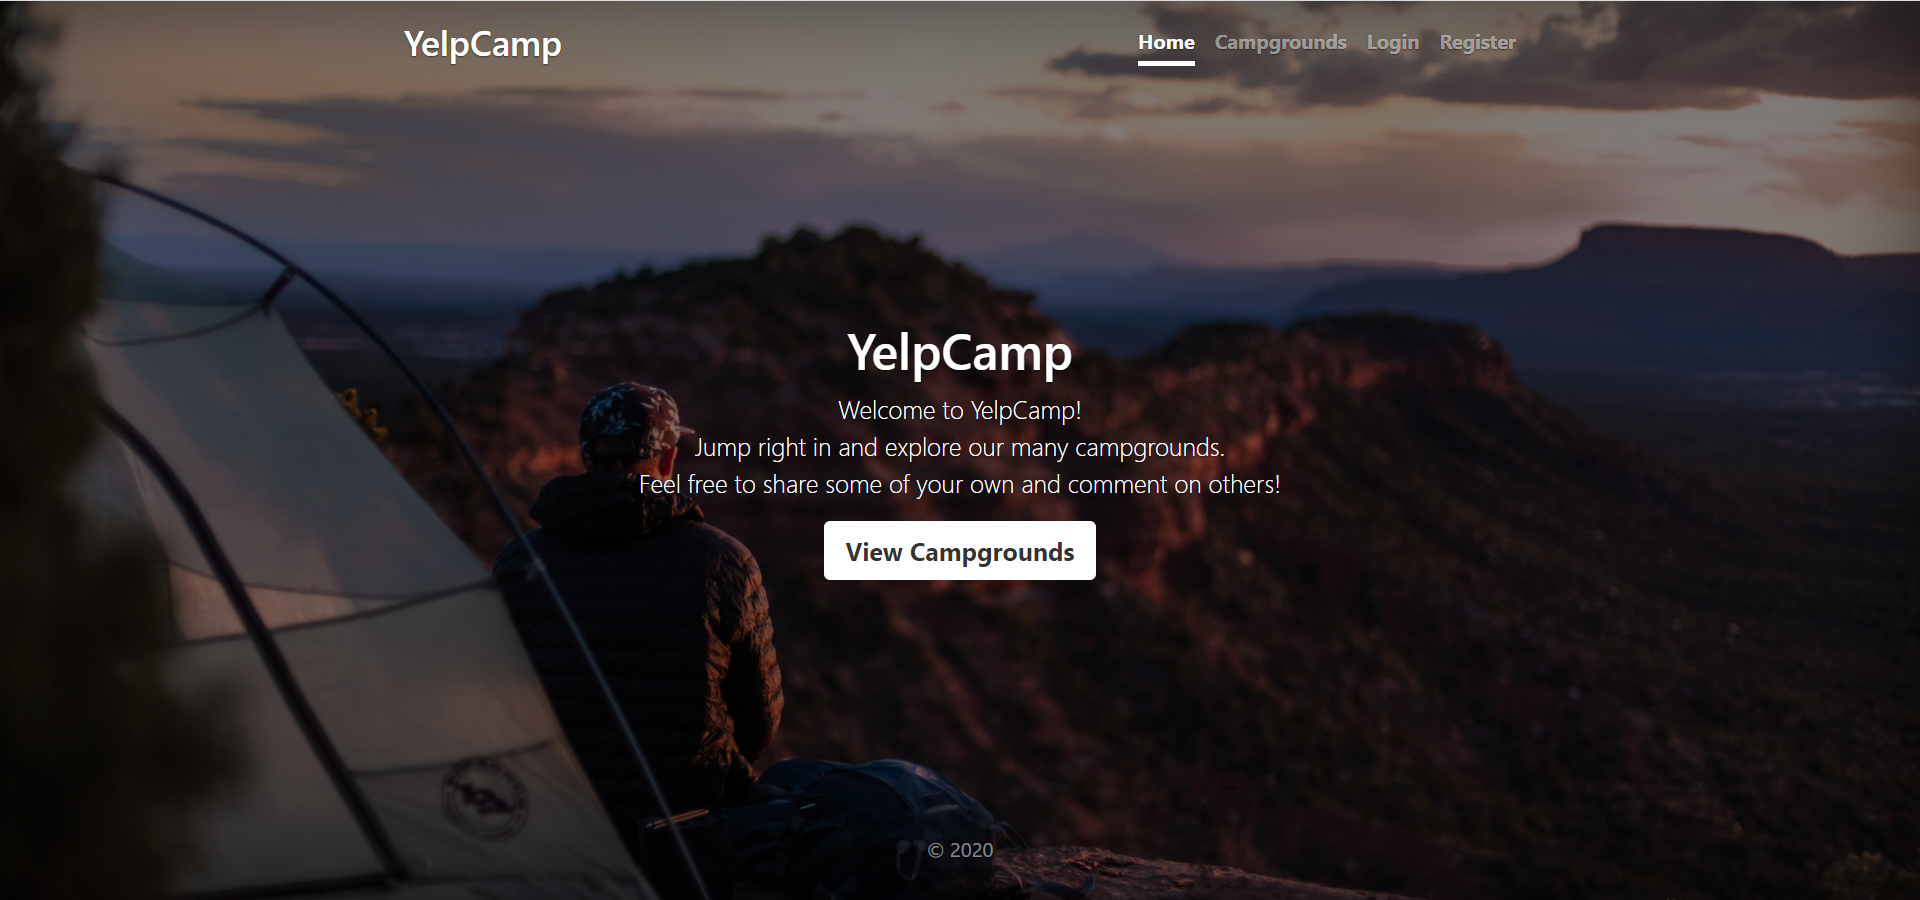 YelpCamp
Home Campgrounds Login Register
YelpCamp
Welcome to YelpCamp!
Jump right in and explore our many campgrounds.
Feel free to share some of your own and comment on others!
View Campgrounds
© 2020